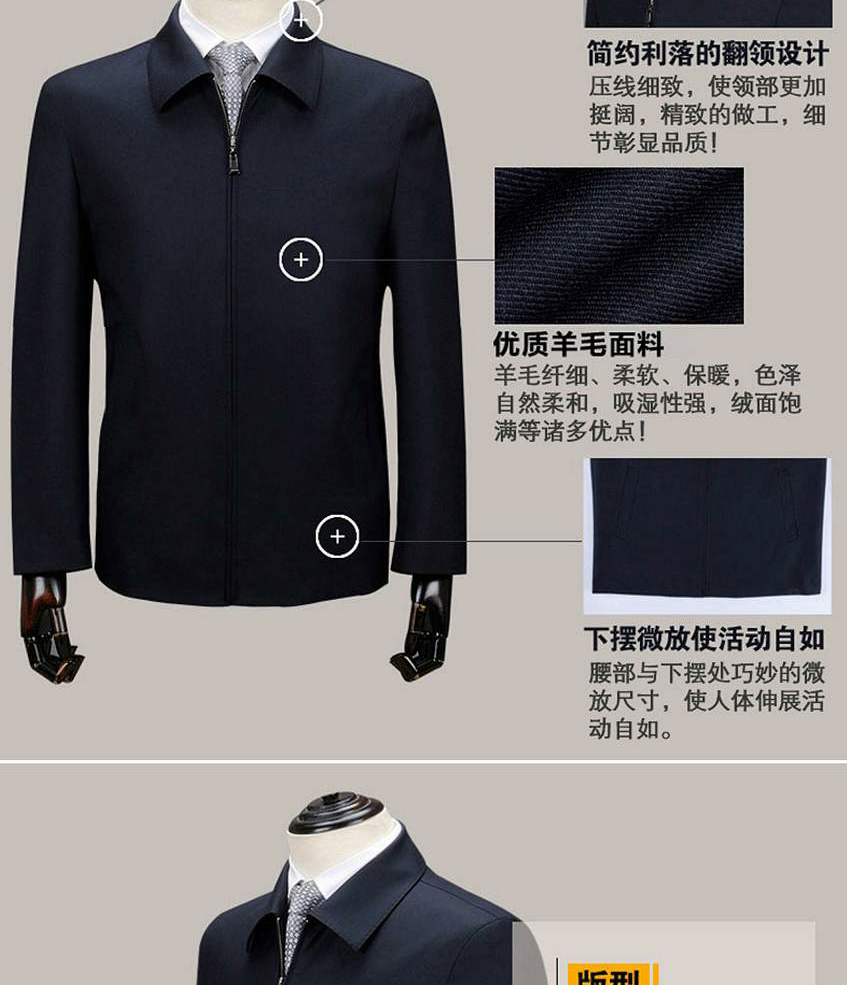 简约利落的翻领设计
压线细致，使领部更加
挺阔，精致的做工，细
节彰显品质！
优质羊毛面料
羊毛纤细、柔软、保暖，色泽
自然柔和，吸湿性强，绒面饱
满等诸多优点！
下摆微放使活动自如
腰部与下摆处巧妙的微
放尺寸，使人体伸展活
动自如。
版型